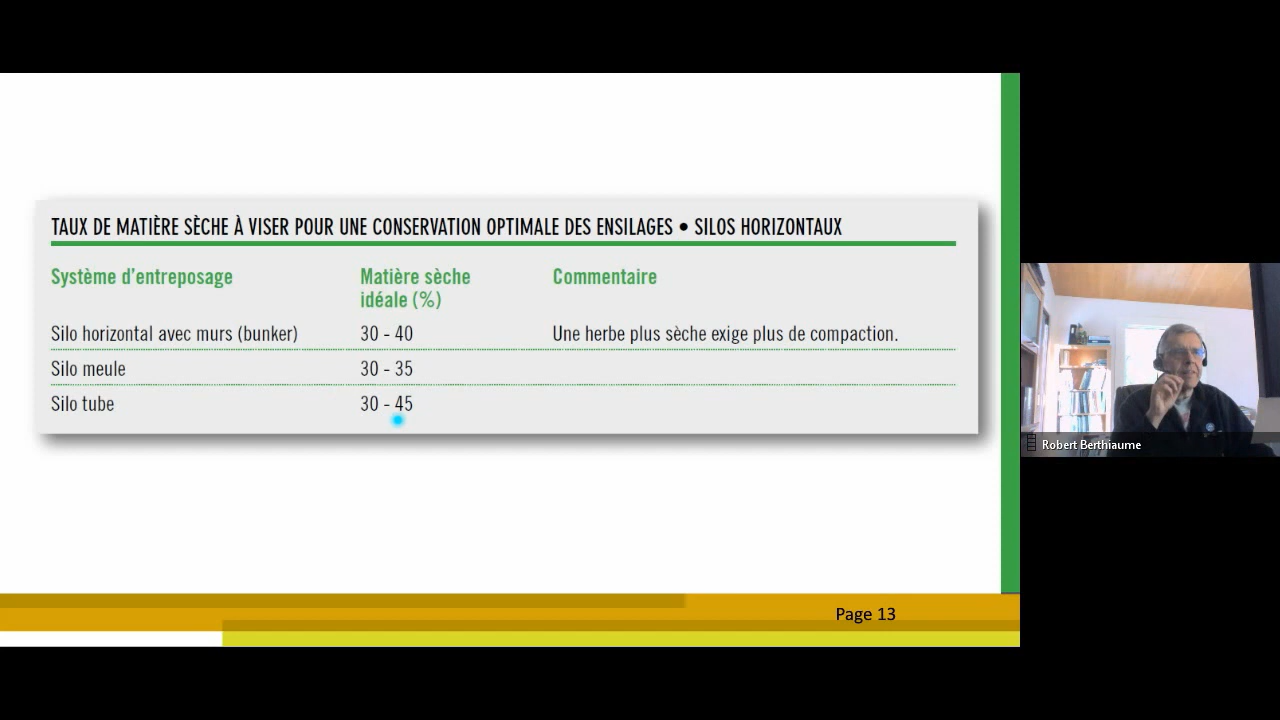 TAUX DE MATIÈRE SÈCHE À VISER POUR UNE CONSERVATION OPTIMALE DES ENSILAGES • SILOS HORIZONTAUX
Système d'entreposage Matière sèche idéale (%) Commentaire
Silo horizontal avec murs (bunker) 30 - 40 Une herbe plus sèche exige plus de compaction.
Silo meule 30 - 35
Silo tube 30 - 45
Robert Berthiaume
Page 13